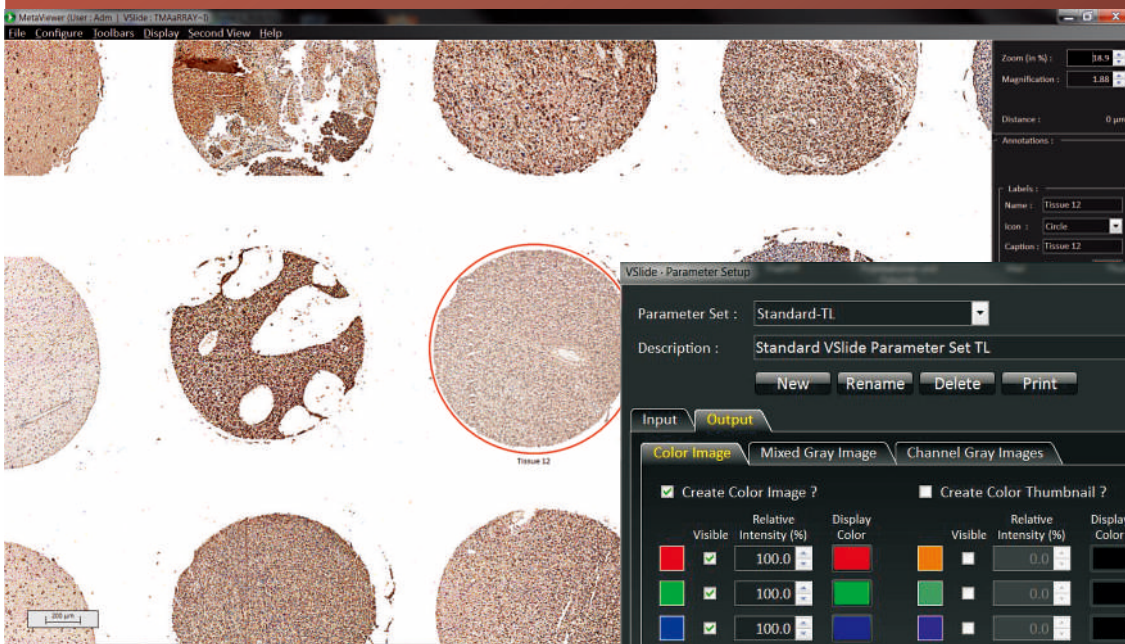 MetaViewer (User : Adm | VSlide : TMAaRRAY~1)
File Configure Toolbars Display Second View Help
Zoom (in %) : 18.9
Magnification : 1.88
Distance : 0 µm
Annotations :
Labels :
Name : Tissue 12
Icon : Circle
Caption : Tissue 12
Tissue 12
200 µm
VSlide - Parameter Setup
Parameter Set : Standard-TL
Description : Standard VSlide Parameter Set TL
New Rename Delete Print
Input Output
Color Image Mixed Gray Image Channel Gray Images
Create Color Image ? Create Color Thumbnail ?
Visible Relative Intensity (%) Display Color Visible Relative Intensity (%) Display Color
100.0 0.0
100.0 0.0
100.0 0.0